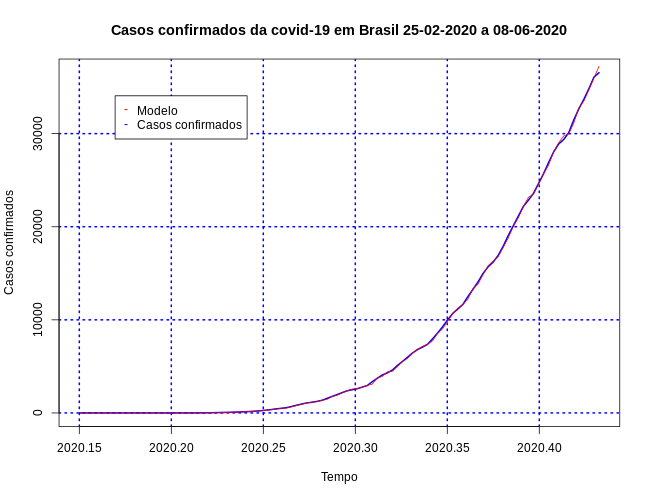 Casos confirmados da covid-19 em Brasil 25-02-2020 a 08-06-2020
Modelo
Casos confirmados
Casos confirmados
30000
20000
10000
0
2020.15 2020.20 2020.25 2020.30 2020.35 2020.40
Tempo